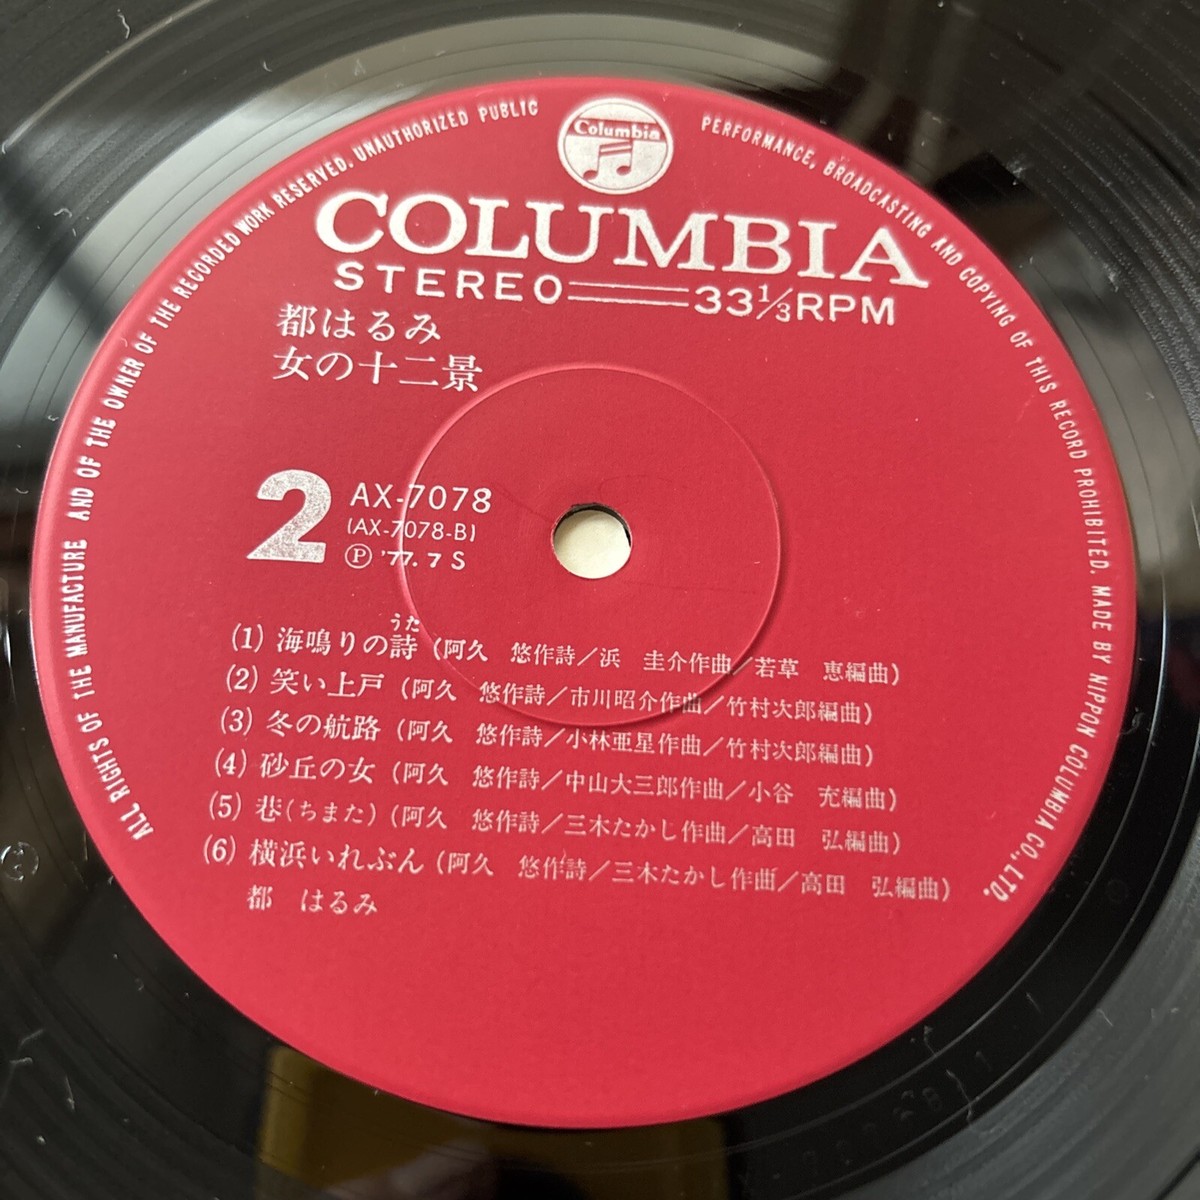 Columbia
ALL RIGHTS OF THE MANUFACTURE AND OF THE OWNER OF THE RECORDED WORK RESERVED. UNAUTHORIZED PUBLIC PERFORMANCE, BROADCASTING AND COPYING OF THIS RECORD PROHIBITED. MADE BY NIPPON COLUMBIA CO., LTD.
COLUMBIA
STEREO 33⅓RPM
都はるみ
女の十二景
2
AX-7078
(AX-7078-B)
Ⓟ '77. 7 S
うた
(1) 海鳴りの詩 (阿久 悠作詩/浜 圭介作曲/若草 恵編曲)
(2) 笑い上戸 (阿久 悠作詩/市川昭介作曲/竹村次郎編曲)
(3) 冬の航路 (阿久 悠作詩/小林亜星作曲/竹村次郎編曲)
(4) 砂丘の女 (阿久 悠作詩/中山大三郎作曲/小谷 充編曲)
(5) 巷(ちまた) (阿久 悠作詩/三木たかし作曲/高田 弘編曲)
(6) 横浜いれぶん (阿久 悠作詩/三木たかし作曲/高田 弘編曲)
都 はるみ